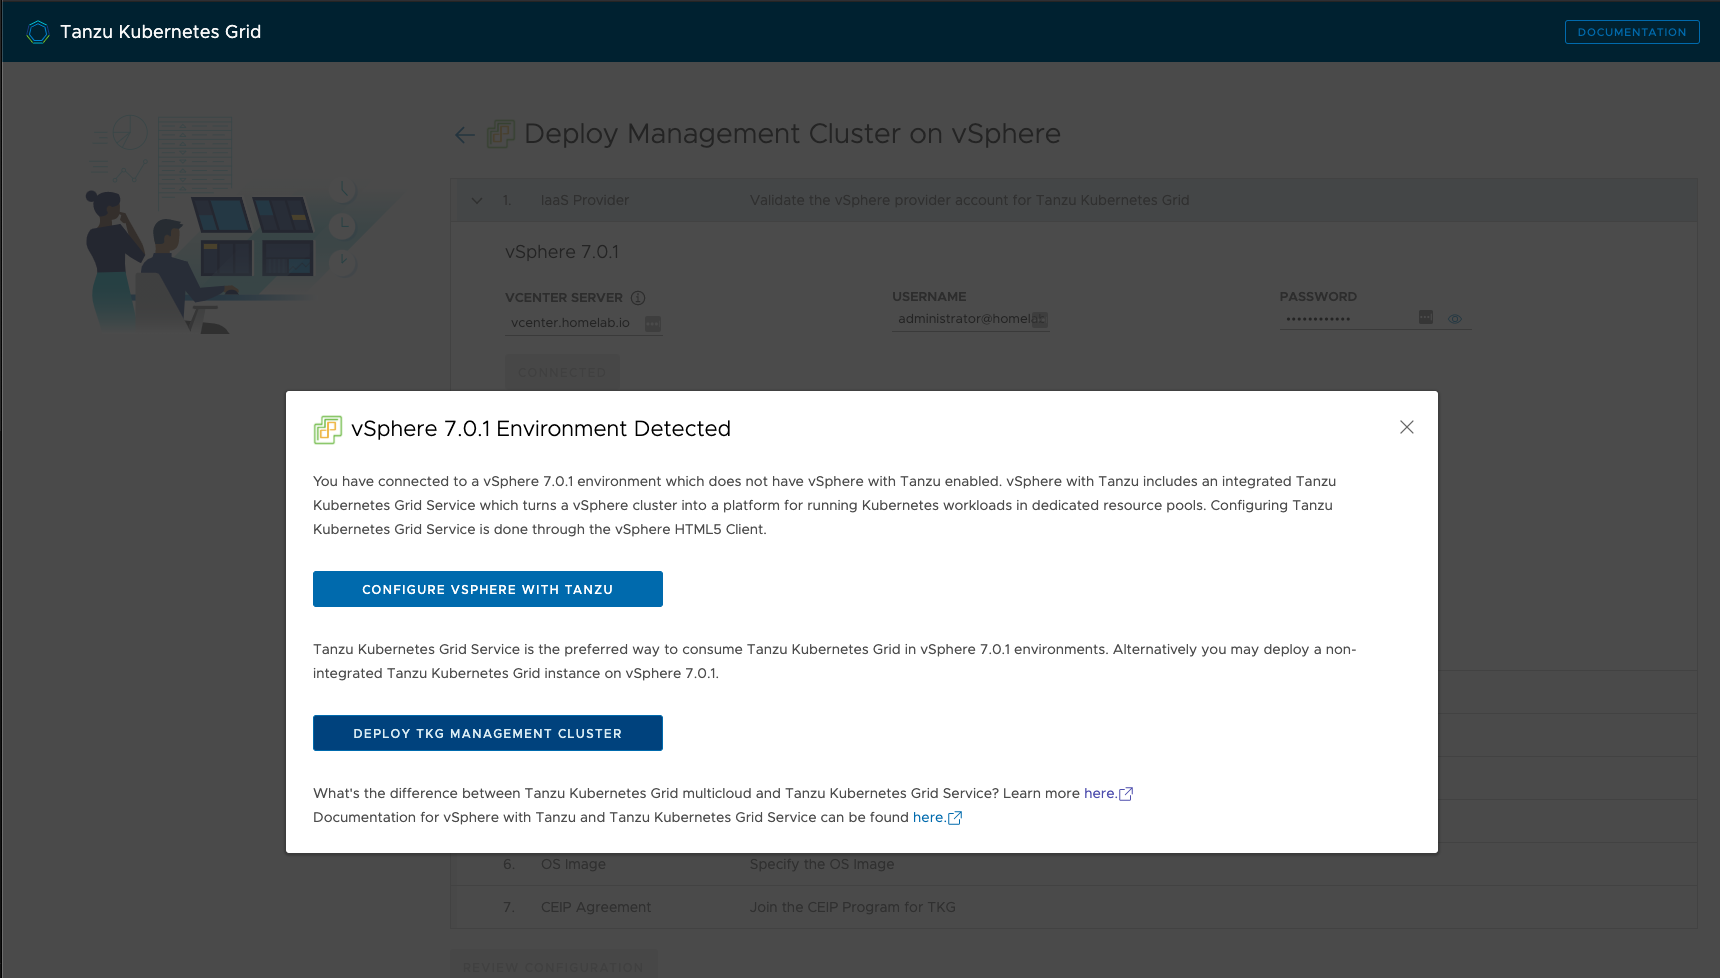 Tanzu Kubernetes Grid
DOCUMENTATION
Deploy Management Cluster on vSphere
1. IaaS Provider Validate the vSphere provider account for Tanzu Kubernetes Grid
vSphere 7.0.1
VCENTER SERVER USERNAME PASSWORD
vcenter.homelab.io administrator@homela ••••••••••••
CONNECTED
vSphere 7.0.1 Environment Detected
You have connected to a vSphere 7.0.1 environment which does not have vSphere with Tanzu enabled. vSphere with Tanzu includes an integrated Tanzu
Kubernetes Grid Service which turns a vSphere cluster into a platform for running Kubernetes workloads in dedicated resource pools. Configuring Tanzu
Kubernetes Grid Service is done through the vSphere HTML5 Client.
CONFIGURE VSPHERE WITH TANZU
Tanzu Kubernetes Grid Service is the preferred way to consume Tanzu Kubernetes Grid in vSphere 7.0.1 environments. Alternatively you may deploy a non-
integrated Tanzu Kubernetes Grid instance on vSphere 7.0.1.
DEPLOY TKG MANAGEMENT CLUSTER
What's the difference between Tanzu Kubernetes Grid multicloud and Tanzu Kubernetes Grid Service? Learn more here.
Documentation for vSphere with Tanzu and Tanzu Kubernetes Grid Service can be found here.
6. OS Image Specify the OS Image
7. CEIP Agreement Join the CEIP Program for TKG
REVIEW CONFIGURATION